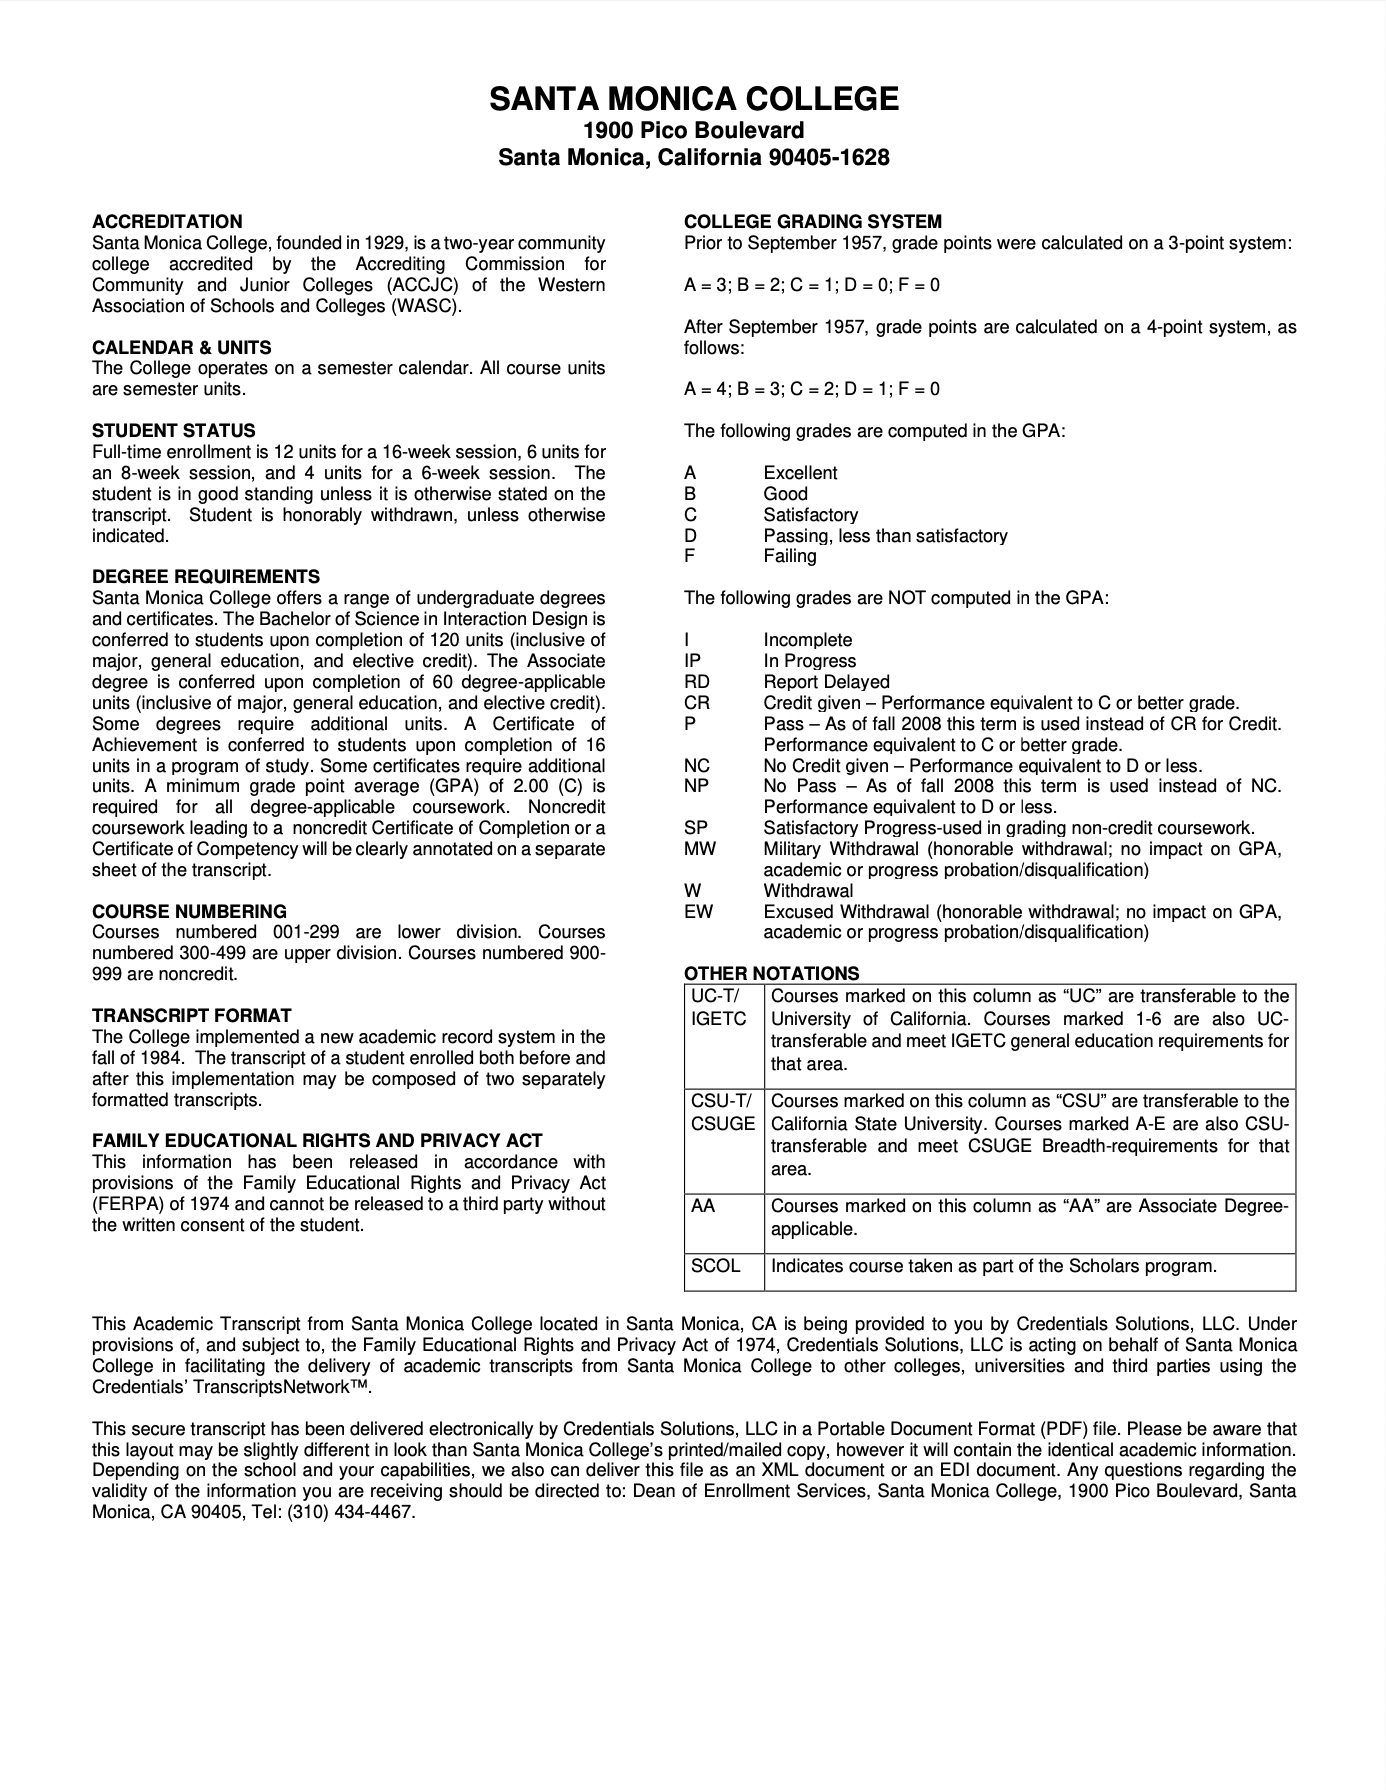 SANTA MONICA COLLEGE
1900 Pico Boulevard
Santa Monica, California 90405-1628
ACCREDITATION
Santa Monica College, founded in 1929, is a two-year community
college accredited by the Accrediting Commission for
Community and Junior Colleges (ACCJC) of the Western
Association of Schools and Colleges (WASC).
CALENDAR & UNITS
The College operates on a semester calendar. All course units
are semester units.
STUDENT STATUS
Full-time enrollment is 12 units for a 16-week session, 6 units for
an 8-week session, and 4 units for a 6-week session. The
student is in good standing unless it is otherwise stated on the
transcript. Student is honorably withdrawn, unless otherwise
indicated.
DEGREE REQUIREMENTS
Santa Monica College offers a range of undergraduate degrees
and certificates. The Bachelor of Science in Interaction Design is
conferred to students upon completion of 120 units (inclusive of
major, general education, and elective credit). The Associate
degree is conferred upon completion of 60 degree-applicable
units (inclusive of major, general education, and elective credit).
Some degrees require additional units. A Certificate of
Achievement is conferred to students upon completion of 16
units in a program of study. Some certificates require additional
units. A minimum grade point average (GPA) of 2.00 (C) is
required for all degree-applicable coursework. Noncredit
coursework leading to a noncredit Certificate of Completion or a
Certificate of Competency will be clearly annotated on a separate
sheet of the transcript.
COURSE NUMBERING
Courses numbered 001-299 are lower division. Courses
numbered 300-499 are upper division. Courses numbered 900-
999 are noncredit.
TRANSCRIPT FORMAT
The College implemented a new academic record system in the
fall of 1984. The transcript of a student enrolled both before and
after this implementation may be composed of two separately
formatted transcripts.
FAMILY EDUCATIONAL RIGHTS AND PRIVACY ACT
This information has been released in accordance with
provisions of the Family Educational Rights and Privacy Act
(FERPA) of 1974 and cannot be released to a third party without
the written consent of the student.
COLLEGE GRADING SYSTEM
Prior to September 1957, grade points were calculated on a 3-point system:
A = 3; B = 2; C = 1; D = 0; F = 0
After September 1957, grade points are calculated on a 4-point system, as
follows:
A = 4; B = 3; C = 2; D = 1; F = 0
The following grades are computed in the GPA:
A Excellent
B Good
C Satisfactory
D Passing, less than satisfactory
F Failing
The following grades are NOT computed in the GPA:
I Incomplete
IP In Progress
RD Report Delayed
CR Credit given – Performance equivalent to C or better grade.
P Pass – As of fall 2008 this term is used instead of CR for Credit.
Performance equivalent to C or better grade.
NC No Credit given – Performance equivalent to D or less.
NP No Pass – As of fall 2008 this term is used instead of NC.
Performance equivalent to D or less.
SP Satisfactory Progress-used in grading non-credit coursework.
MW Military Withdrawal (honorable withdrawal; no impact on GPA,
academic or progress probation/disqualification)
W Withdrawal
EW Excused Withdrawal (honorable withdrawal; no impact on GPA,
academic or progress probation/disqualification)
OTHER NOTATIONS
UC-T/ Courses marked on this column as “UC” are transferable to the
IGETC University of California. Courses marked 1-6 are also UC-
transferable and meet IGETC general education requirements for
that area.
CSU-T/ Courses marked on this column as “CSU” are transferable to the
CSUGE California State University. Courses marked A-E are also CSU-
transferable and meet CSUGE Breadth-requirements for that
area.
AA Courses marked on this column as “AA” are Associate Degree-
applicable.
SCOL Indicates course taken as part of the Scholars program.
This Academic Transcript from Santa Monica College located in Santa Monica, CA is being provided to you by Credentials Solutions, LLC. Under
provisions of, and subject to, the Family Educational Rights and Privacy Act of 1974, Credentials Solutions, LLC is acting on behalf of Santa Monica
College in facilitating the delivery of academic transcripts from Santa Monica College to other colleges, universities and third parties using the
Credentials’ TranscriptsNetwork™.
This secure transcript has been delivered electronically by Credentials Solutions, LLC in a Portable Document Format (PDF) file. Please be aware that
this layout may be slightly different in look than Santa Monica College’s printed/mailed copy, however it will contain the identical academic information.
Depending on the school and your capabilities, we also can deliver this file as an XML document or an EDI document. Any questions regarding the
validity of the information you are receiving should be directed to: Dean of Enrollment Services, Santa Monica College, 1900 Pico Boulevard, Santa
Monica, CA 90405, Tel: (310) 434-4467.